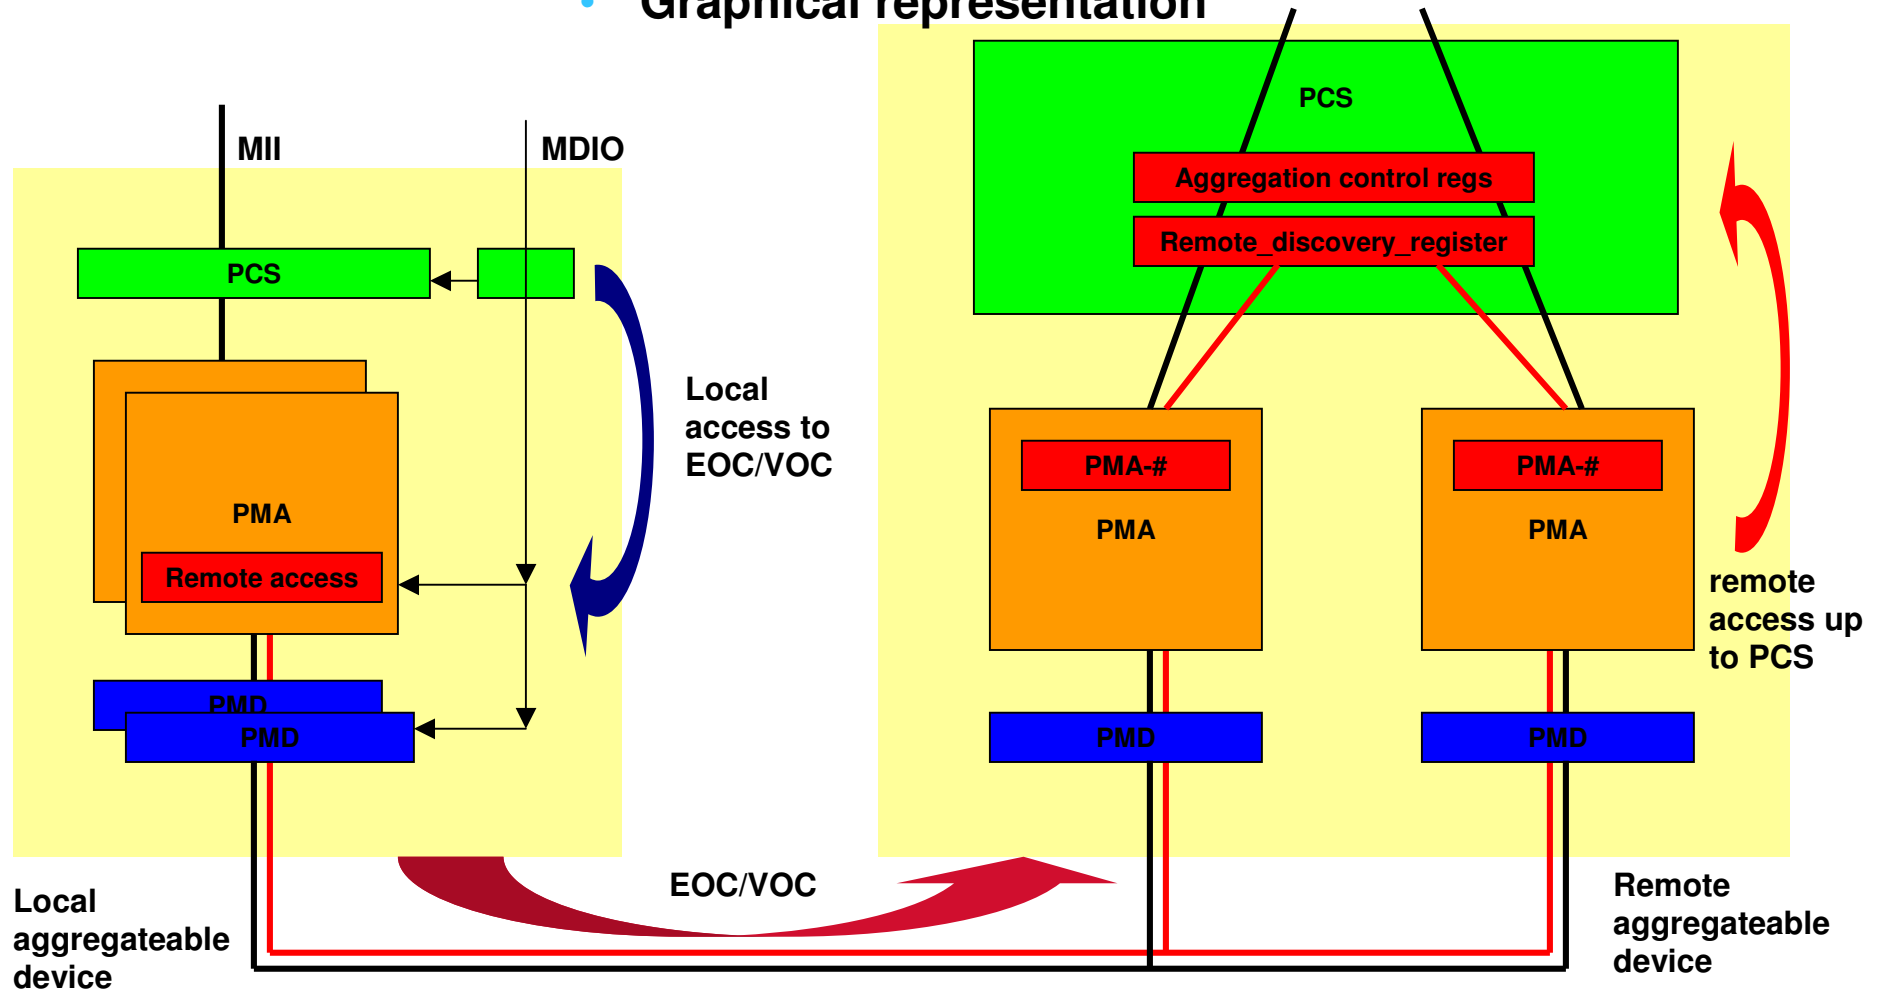 • Graphical representation
MII
MDIO
PCS
PMA
Remote access
PMD
PMD
Local
access to
EOC/VOC
PCS
Aggregation control regs
Remote_discovery_register
PMA-#
PMA
PMA-#
PMA
PMD
PMD
remote
access up
to PCS
EOC/VOC
Local
aggregateable
device
Remote
aggregateable
device